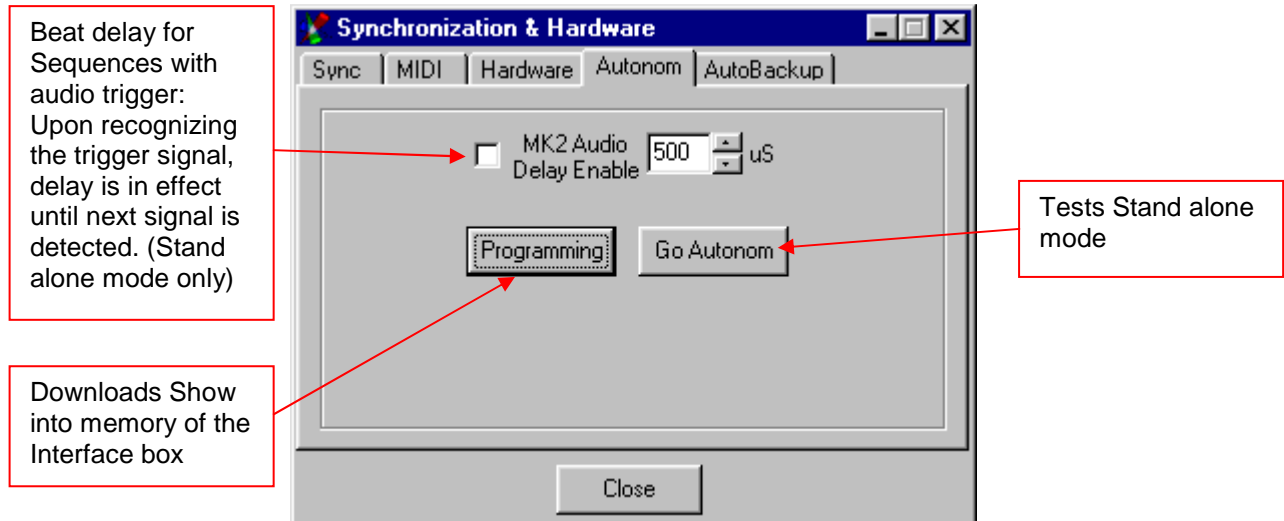 Beat delay for
Sequences with
audio trigger:
Upon recognizing
the trigger signal,
delay is in effect
until next signal is
detected. (Stand
alone mode only)
Downloads Show
into memory of the
Interface box
Synchronization & Hardware
Sync MIDI Hardware Autonom AutoBackup
MK2 Audio
Delay Enable 500 uS
Programming Go Autonom
Close
Tests Stand alone
mode